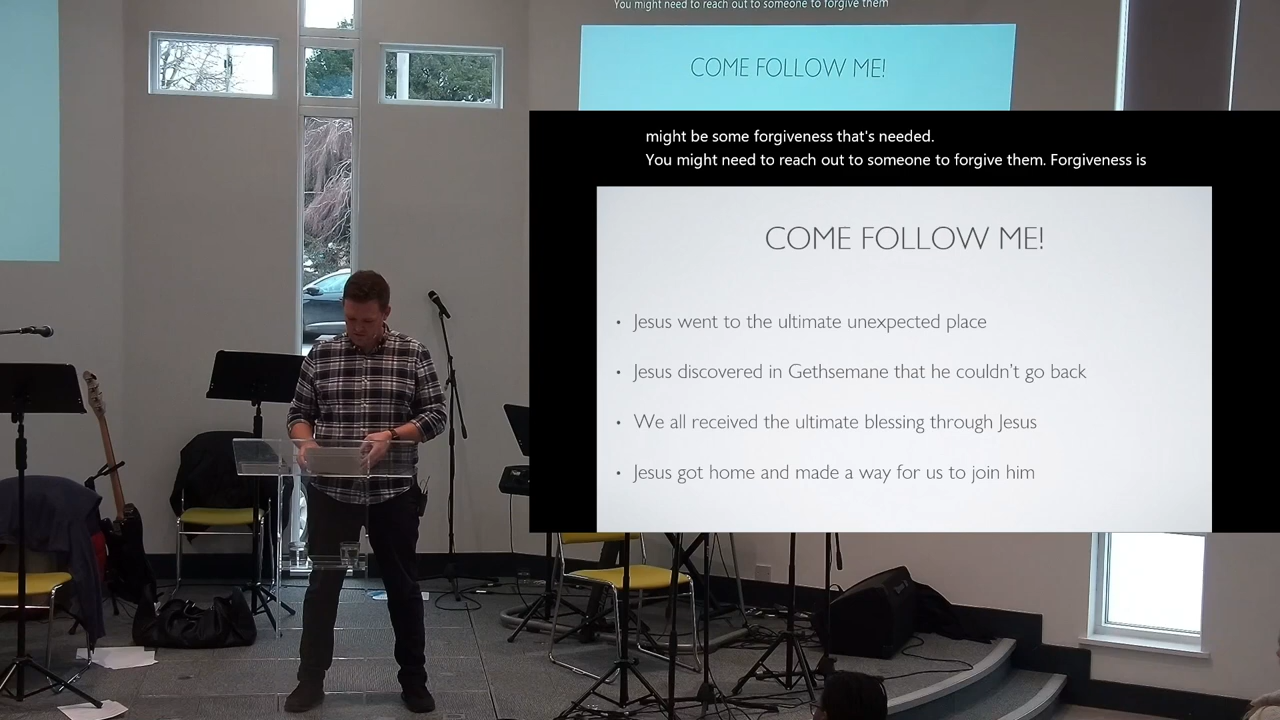 You might need to reach out to someone to forgive them
COME FOLLOW ME!
might be some forgiveness that's needed.
You might need to reach out to someone to forgive them. Forgiveness is
COME FOLLOW ME!
• Jesus went to the ultimate unexpected place
• Jesus discovered in Gethsemane that he couldn't go back
• We all received the ultimate blessing through Jesus
• Jesus got home and made a way for us to join him